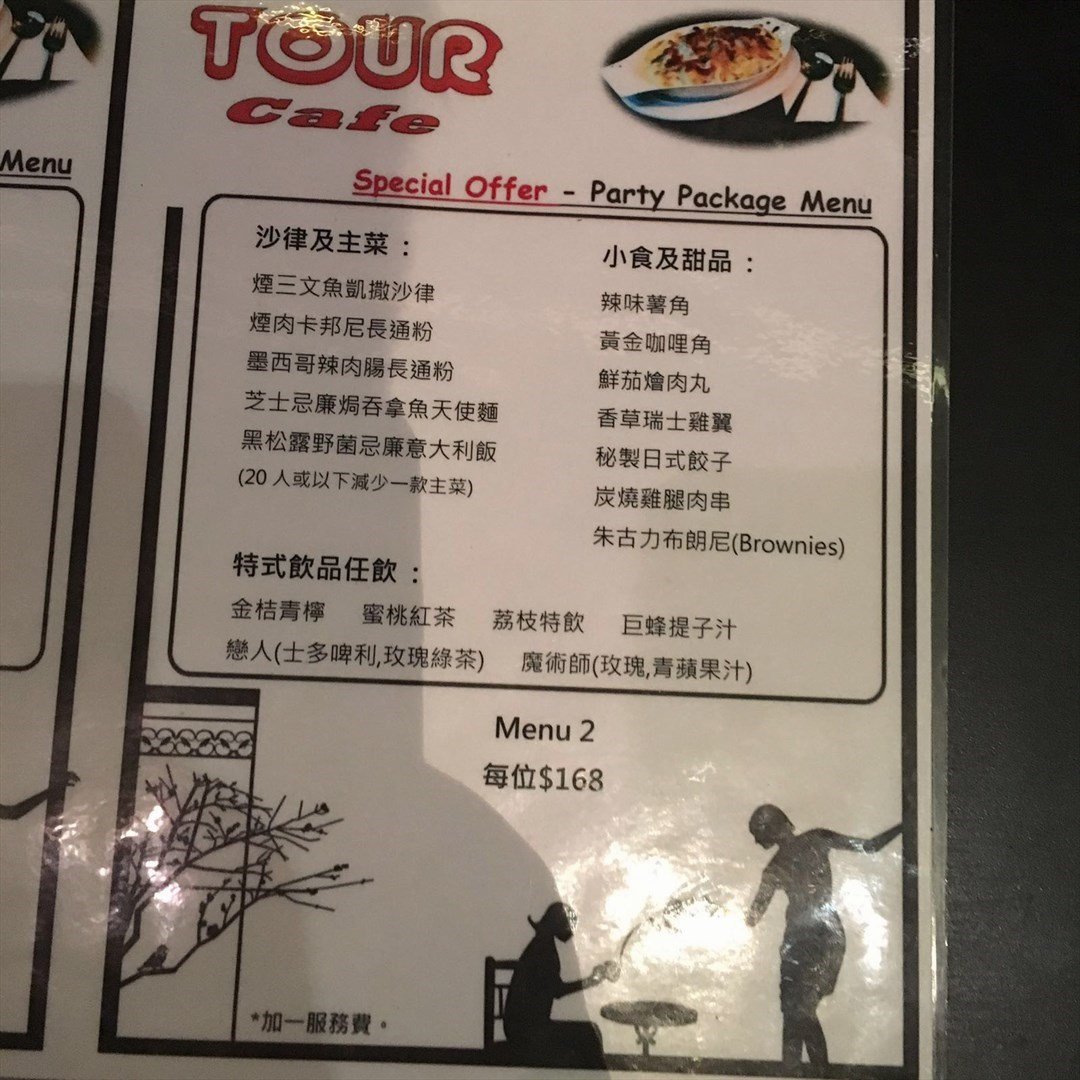 TOUR
Cafe
Menu
Special Offer - Party Package Menu
沙律及主菜：
煙三文魚凱撒沙律
煙肉卡邦尼長通粉
墨西哥辣肉腸長通粉
芝士忌廉焗吞拿魚天使麵
黑松露野菌忌廉意大利飯
(20 人或以下減少一款主菜)
小食及甜品：
辣味薯角
黃金咖哩角
鮮茄燴肉丸
香草瑞士雞翼
秘製日式餃子
炭燒雞腿肉串
朱古力布朗尼(Brownies)
特式飲品任飲：
金桔青檸 蜜桃紅茶 荔枝特飲 巨蜂提子汁
戀人(士多啤利,玫瑰綠茶) 魔術師(玫瑰,青蘋果汁)
Menu 2
每位$168
*加一服務費。